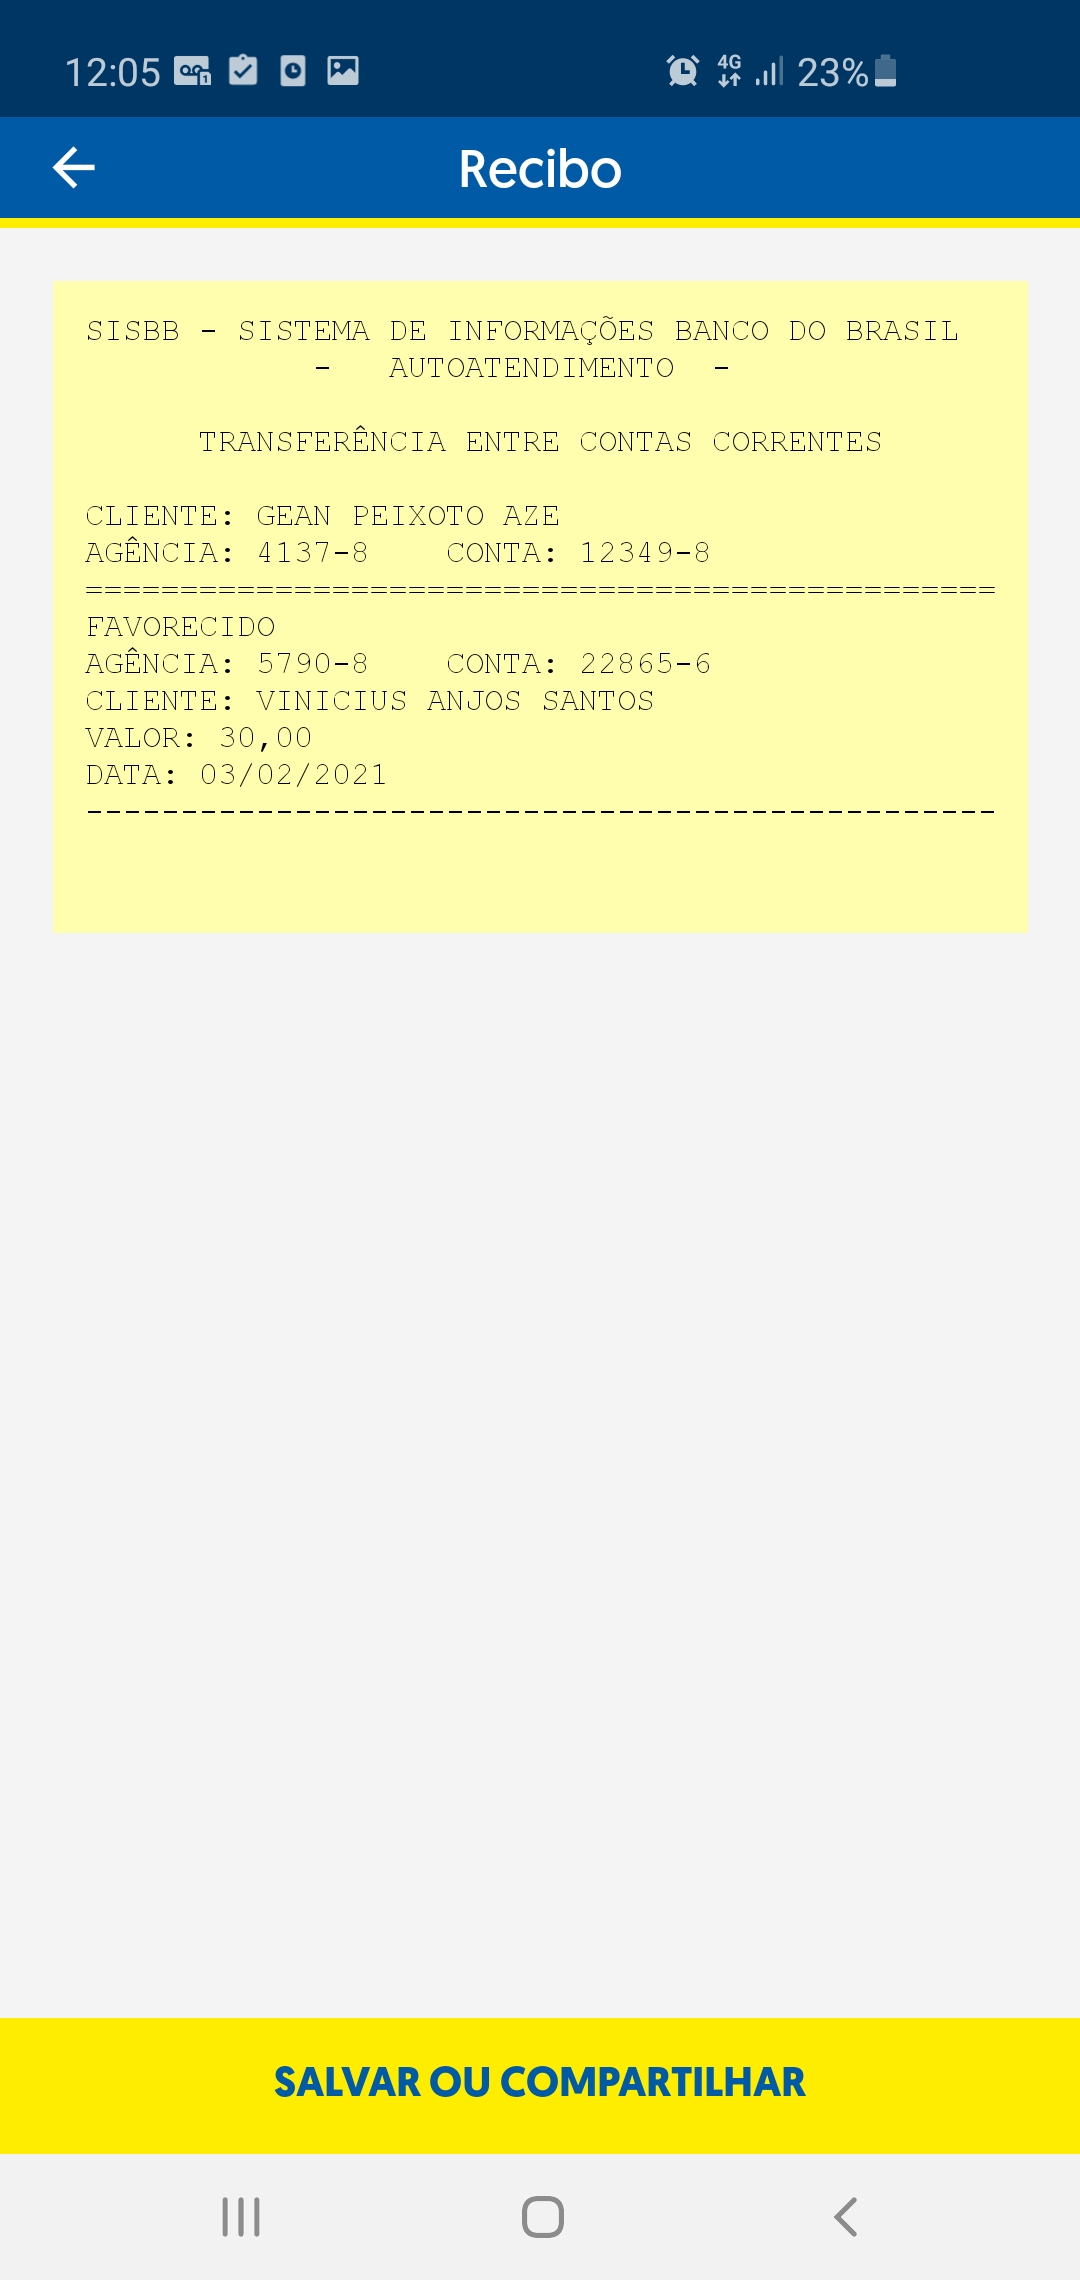 12:05 4G 23%
Recibo
SISBB - SISTEMA DE INFORMAÇÕES BANCO DO BRASIL
- AUTOATENDIMENTO -
TRANSFERÊNCIA ENTRE CONTAS CORRENTES
CLIENTE: GEAN PEIXOTO AZE
AGÊNCIA: 4137-8 CONTA: 12349-8
================================================
FAVORECIDO
AGÊNCIA: 5790-8 CONTA: 22865-6
CLIENTE: VINICIUS ANJOS SANTOS
VALOR: 30,00
DATA: 03/02/2021
------------------------------------------------
SALVAR OU COMPARTILHAR